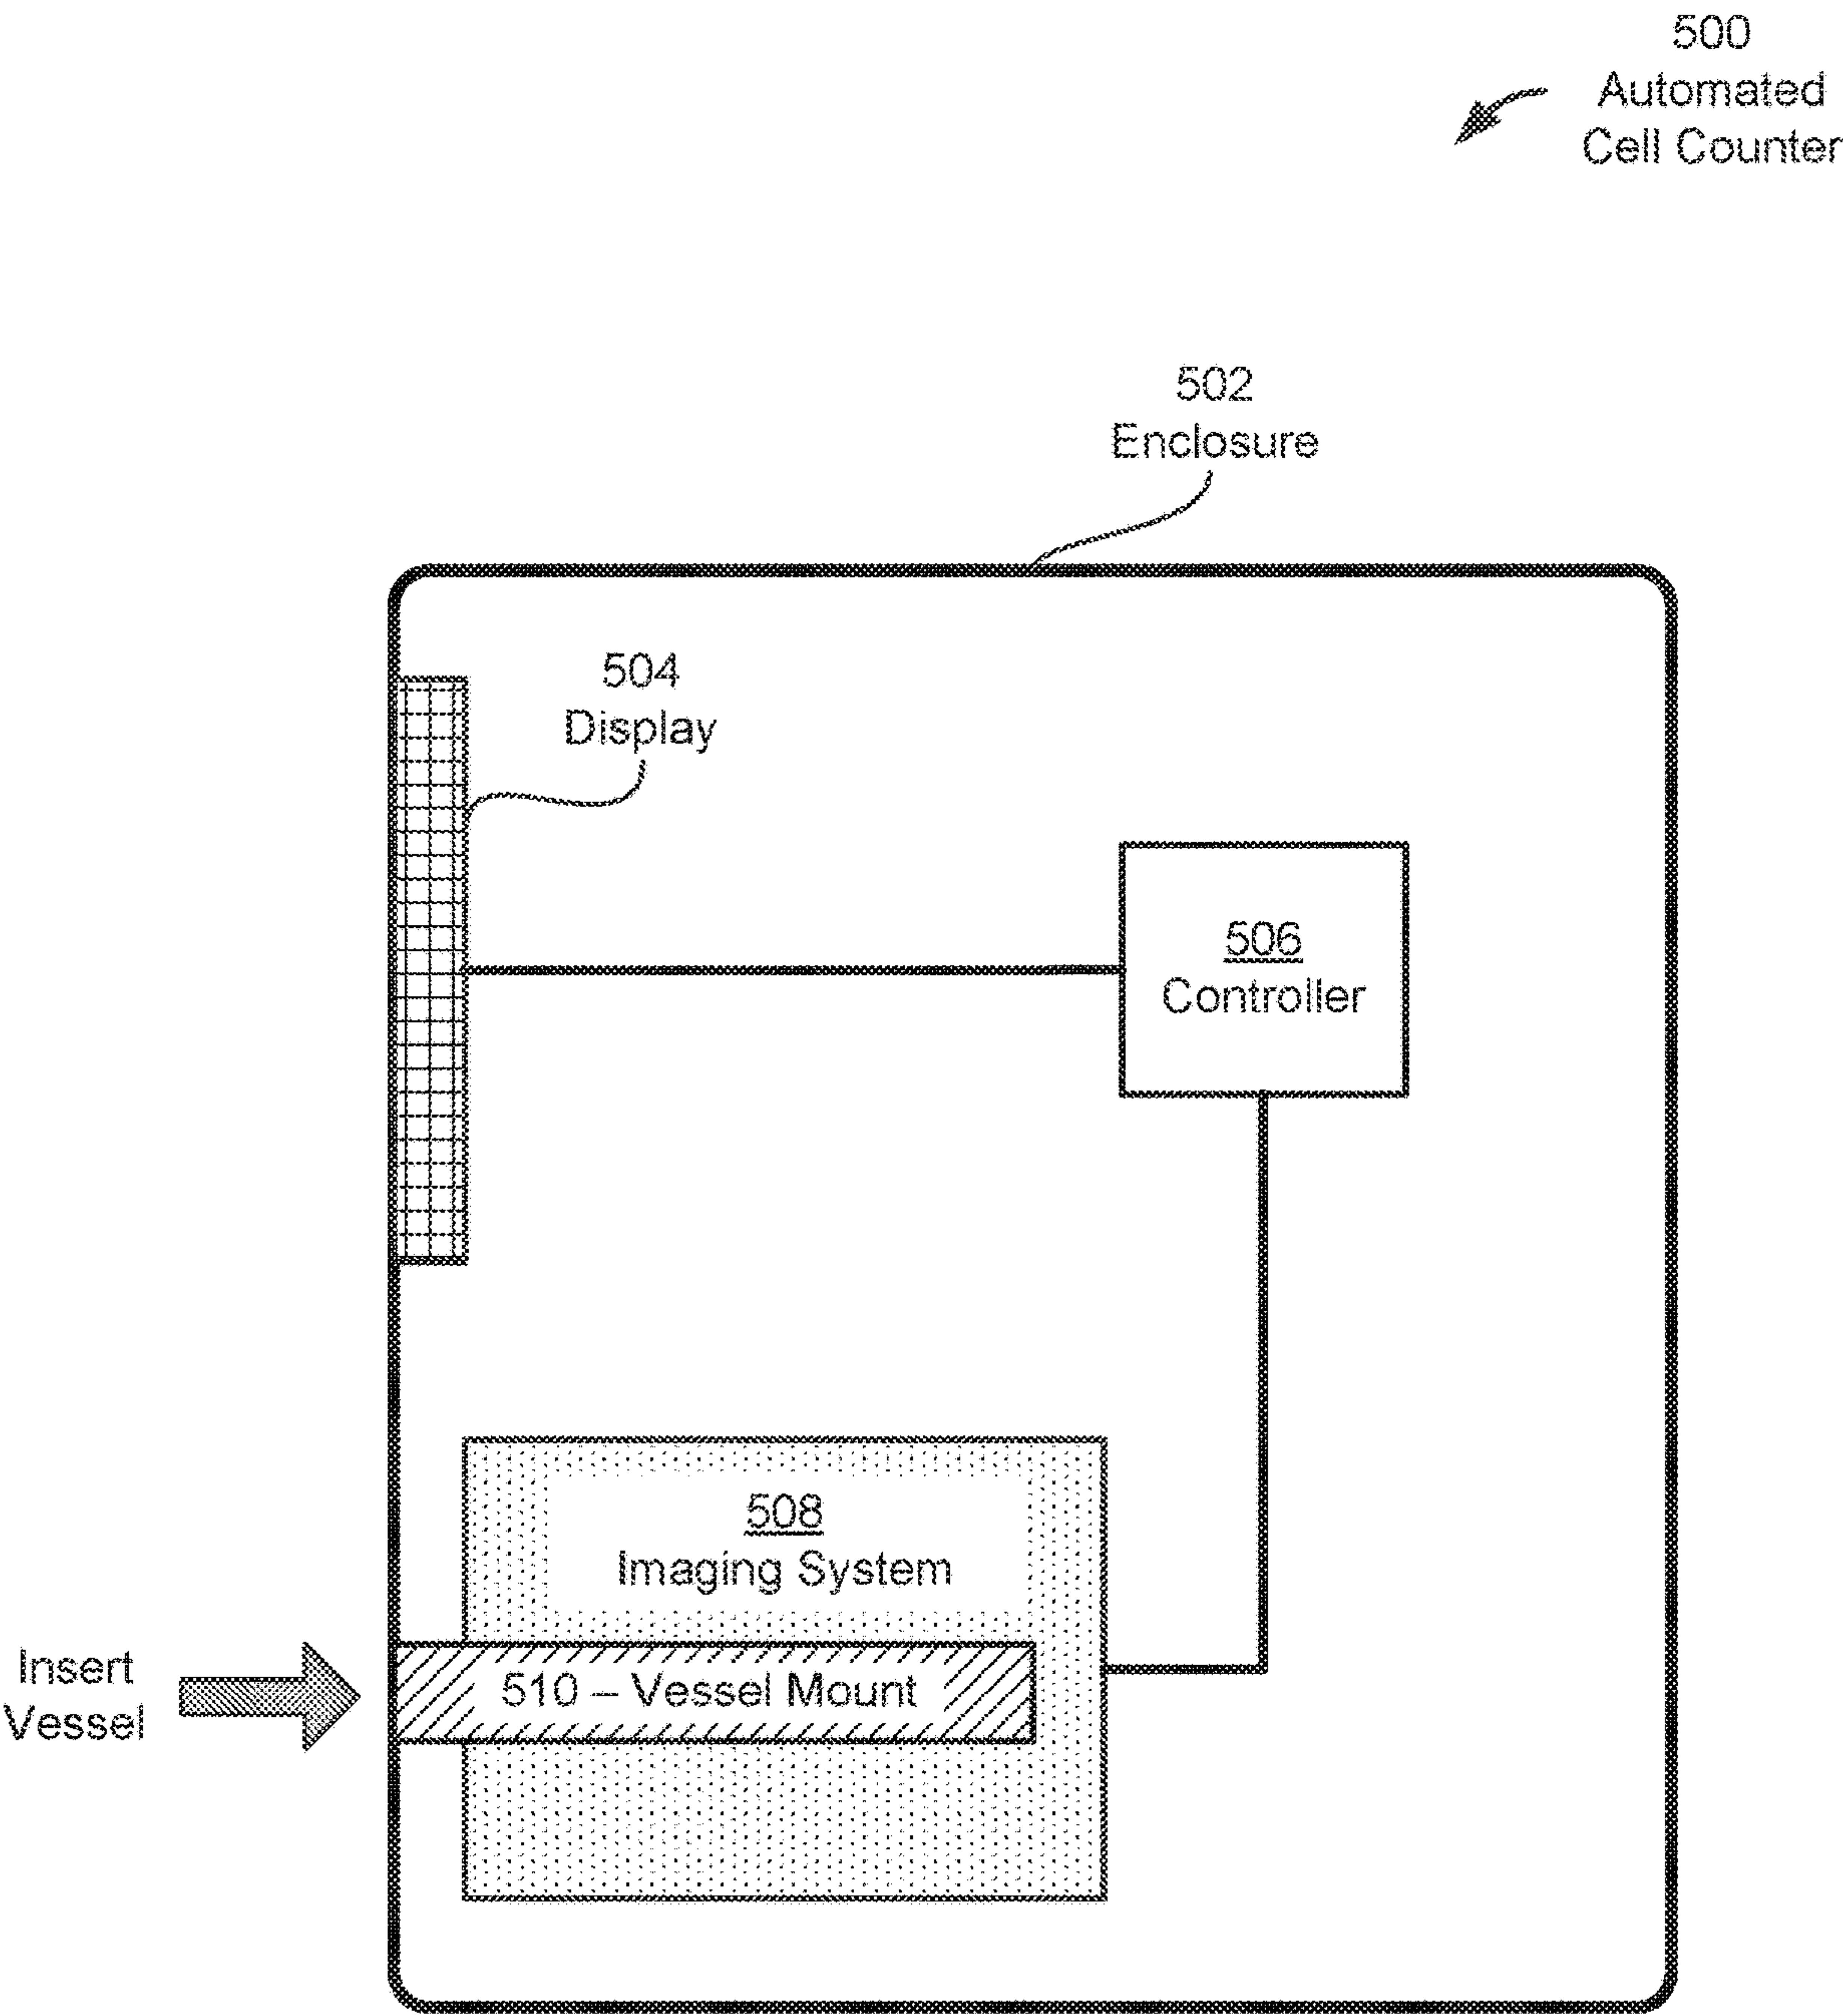 500
Automated
Cell Counter
502
Enclosure
504
Display
506
Controller
508
Imaging System
510 – Vessel Mount
Insert
Vessel